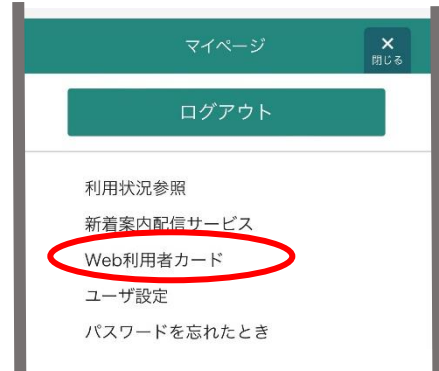 マイページ
×
閉じる
ログアウト
利用状況参照
新着案内配信サービス
Web利用者カード
ユーザ設定
パスワードを忘れたとき